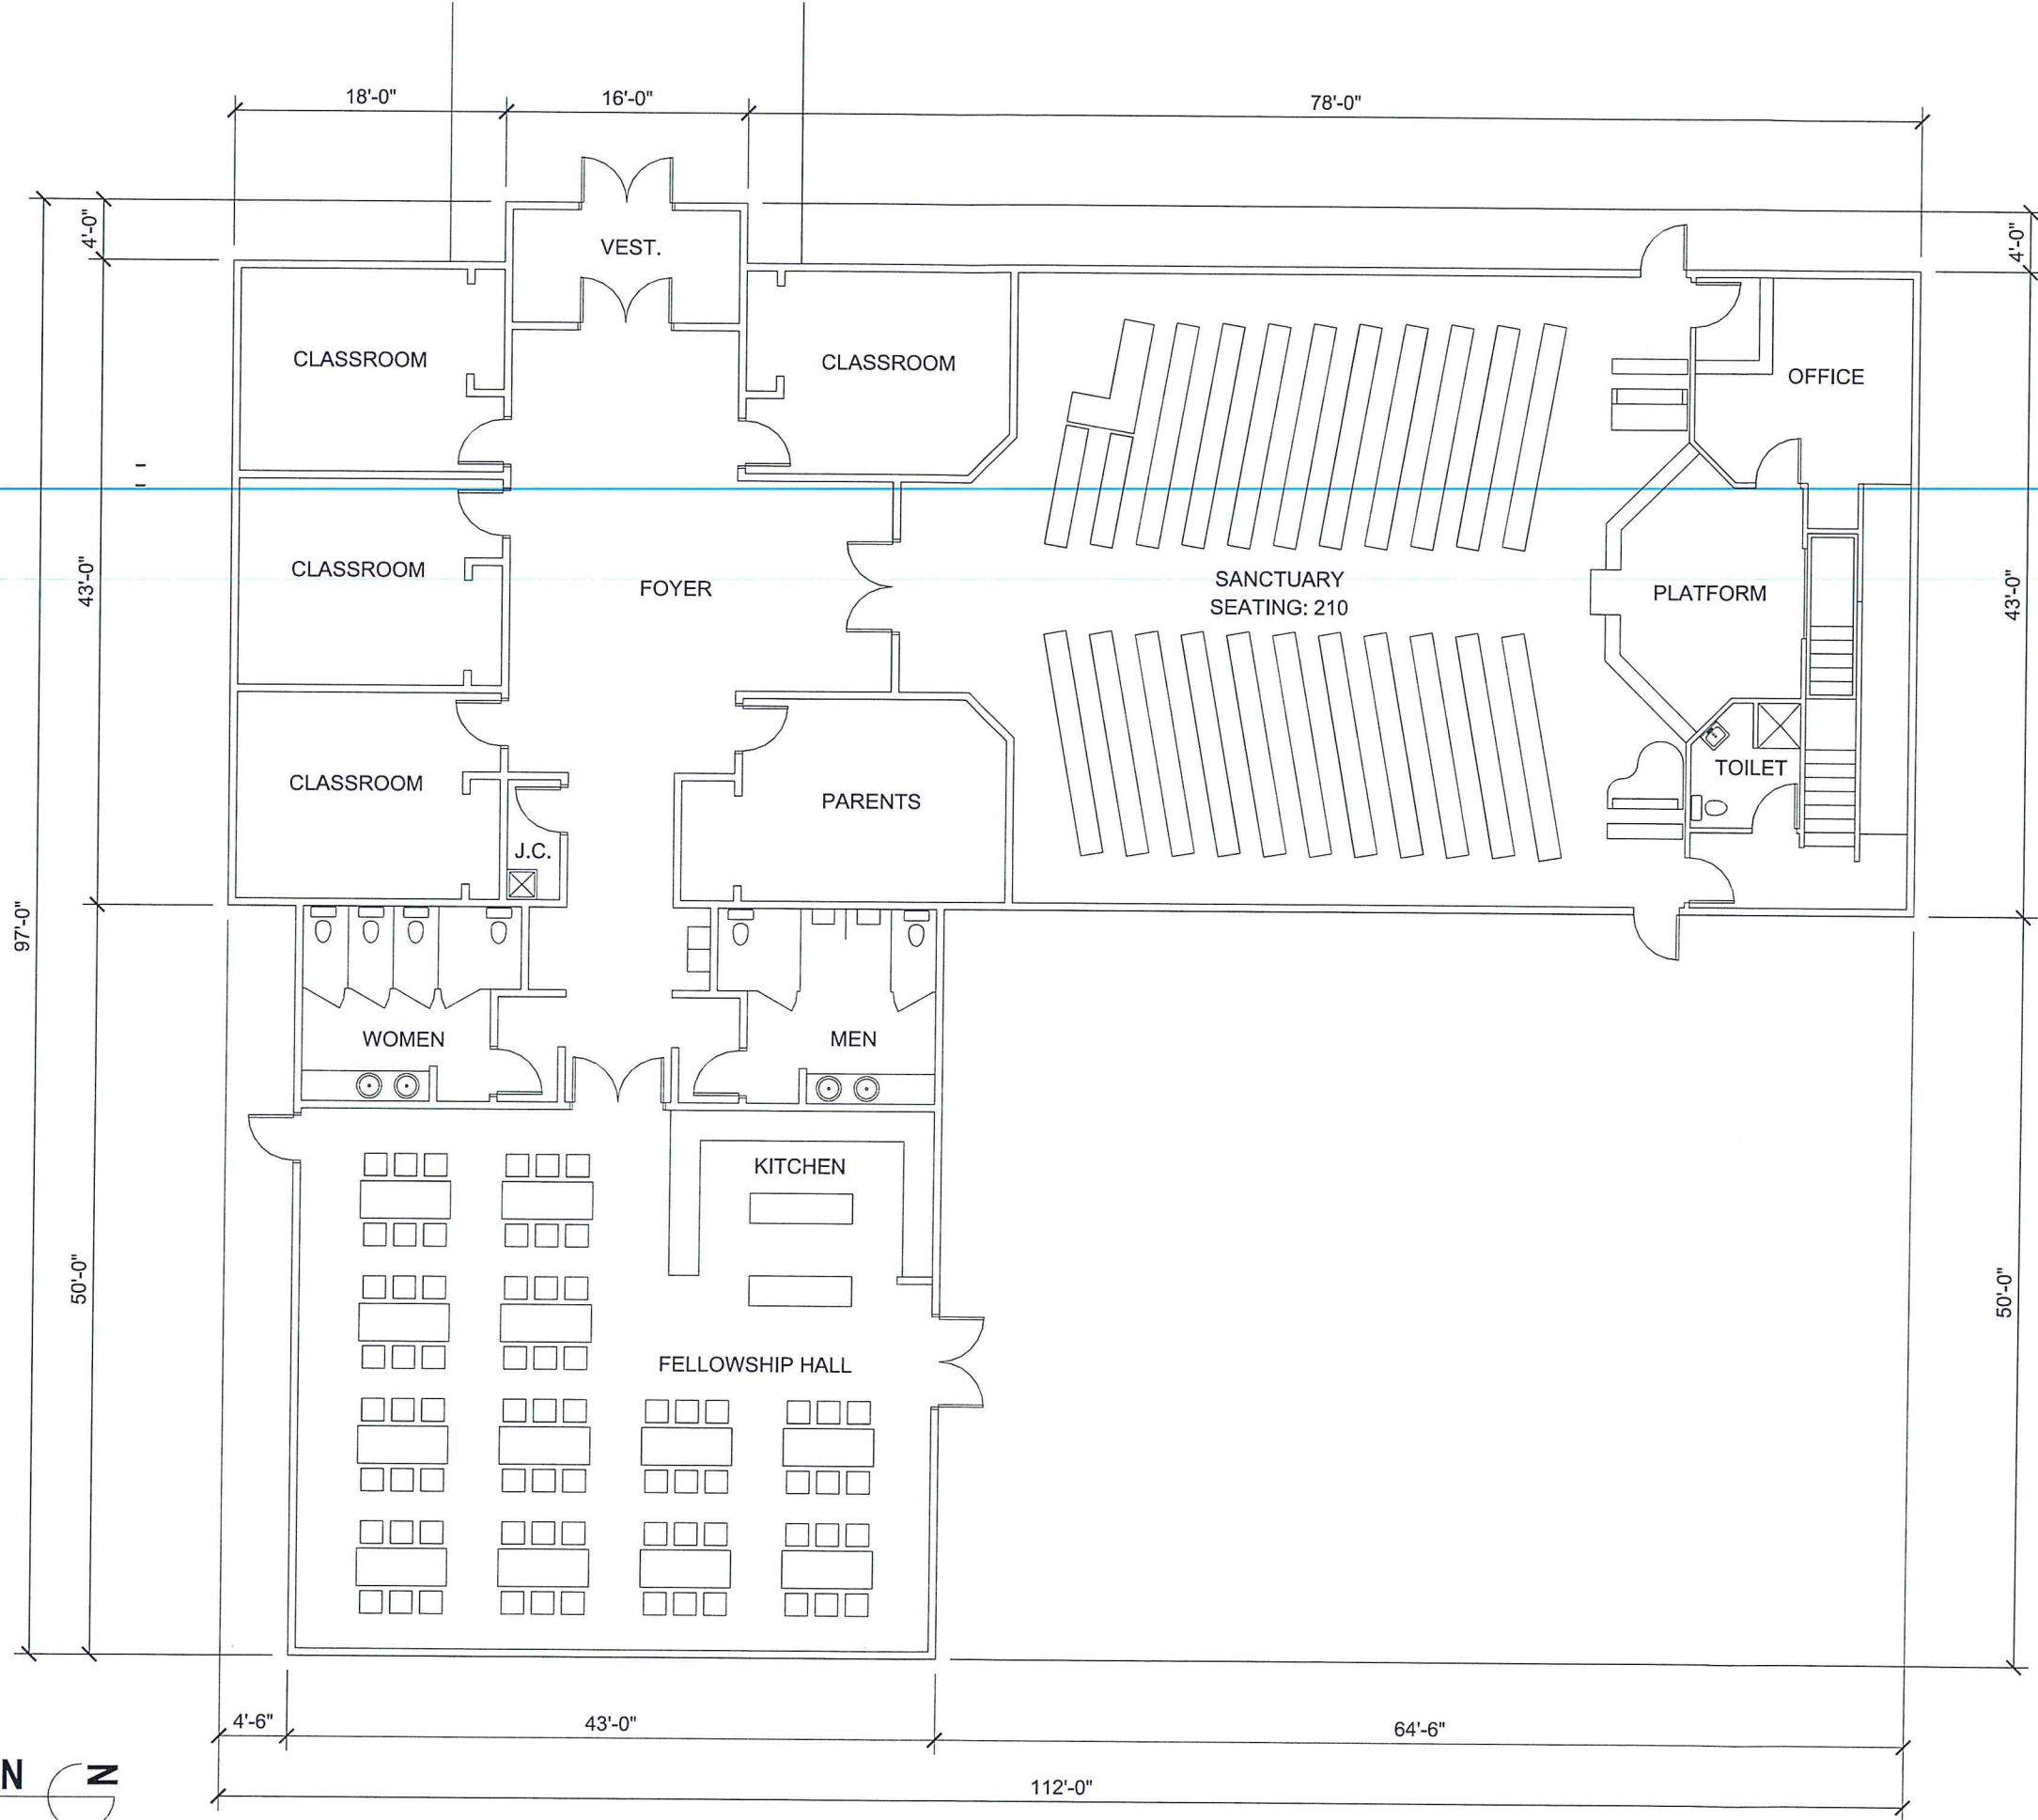 18'-0"
16'-0"
78'-0"
4'-0"
4'-0"
VEST.
CLASSROOM
CLASSROOM
OFFICE
CLASSROOM
FOYER
SANCTUARY
SEATING: 210
PLATFORM
43'-0"
43'-0"
CLASSROOM
PARENTS
TOILET
J.C.
97'-0"
WOMEN
MEN
KITCHEN
50'-0"
50'-0"
FELLOWSHIP HALL
4'-6"
43'-0"
64'-6"
N
N
112'-0"